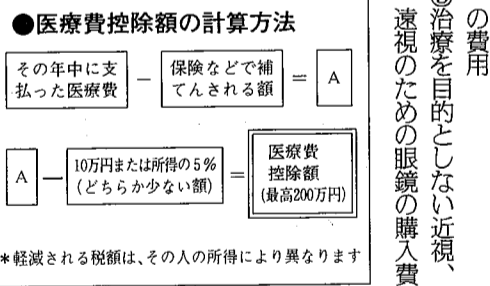 の費用
⑥治療を目的としない近視、
遠視のための眼鏡の購入費
●医療費控除額の計算方法
その年中に支
払った医療費
－
保険などで補
てんされる額
＝
A
A
－
10万円または所得の5%
(どちらか少ない額)
＝
医療費
控除額
(最高200万円)
＊軽減される税額は、その人の所得により異なります